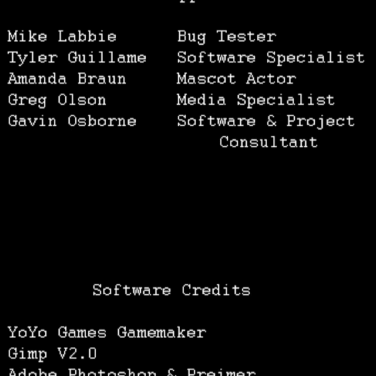 Mike Labbie Bug Tester
Tyler Guillame Software Specialist
Amanda Braun Mascot Actor
Greg Olson Media Specialist
Gavin Osborne Software & Project
Consultant
Software Credits
YoYo Games Gamemaker
Gimp V2.0
Adobe Photoshop & Preimer